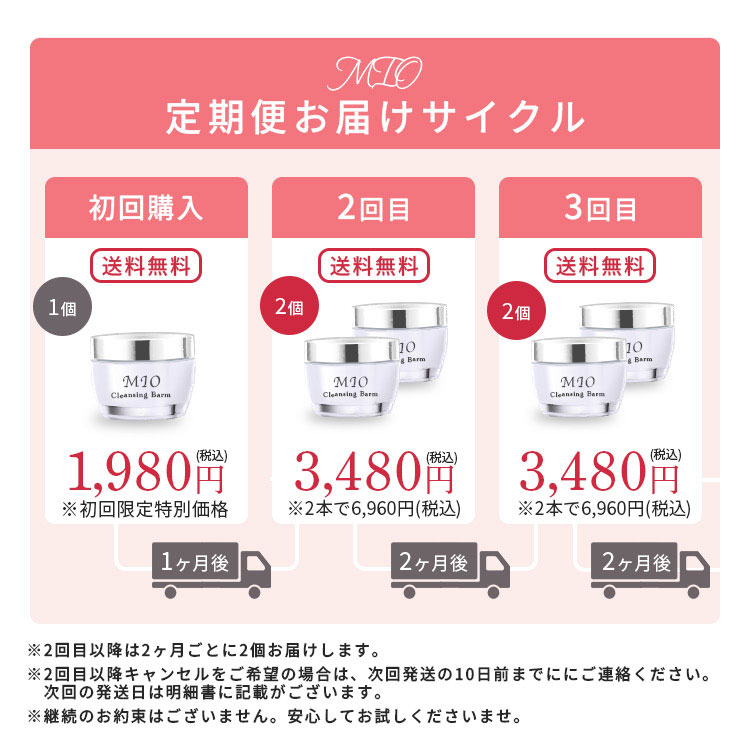 MIO
定期便お届けサイクル
初回購入
送料無料
1個
MIO
Cleansing Barm
1,980円(税込)
※初回限定特別価格
1ヶ月後
2回目
送料無料
2個
MIO
Cleansing Barm
sing Barm
3,480円(税込)
※2本で6,960円(税込)
2ヶ月後
3回目
送料無料
2個
MIO
Cleansing Barm
sing Barm
3,480円(税込)
※2本で6,960円(税込)
2ヶ月後
※2回目以降は2ヶ月ごとに2個お届けします。
※2回目以降キャンセルをご希望の場合は、次回発送の10日前までににご連絡ください。
次回の発送日は明細書に記載がございます。
※継続のお約束はございません。安心してお試しくださいませ。